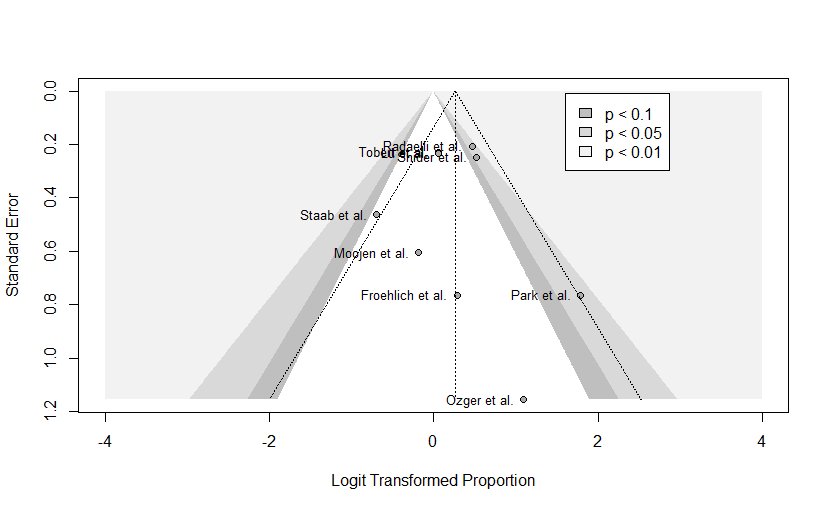 0.0
0.2
0.4
0.6
0.8
1.0
1.2
Standard Error
p < 0.1
p < 0.05
p < 0.01
Radaelli et al.
Shider et al.
Staab et al.
Moojen et al.
Froehlich et al.
Park et al.
Ozger et al.
-4
-2
0
2
4
Logit Transformed Proportion